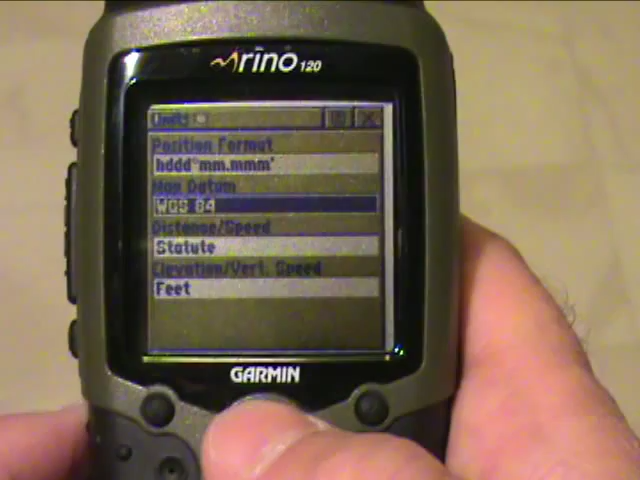 rino 120
Units
Position Format
hddd°mm.mmm'
Map Datum
WGS 84
Distance/Speed
Statute
Elevation/Vert. Speed
Feet
GARMIN